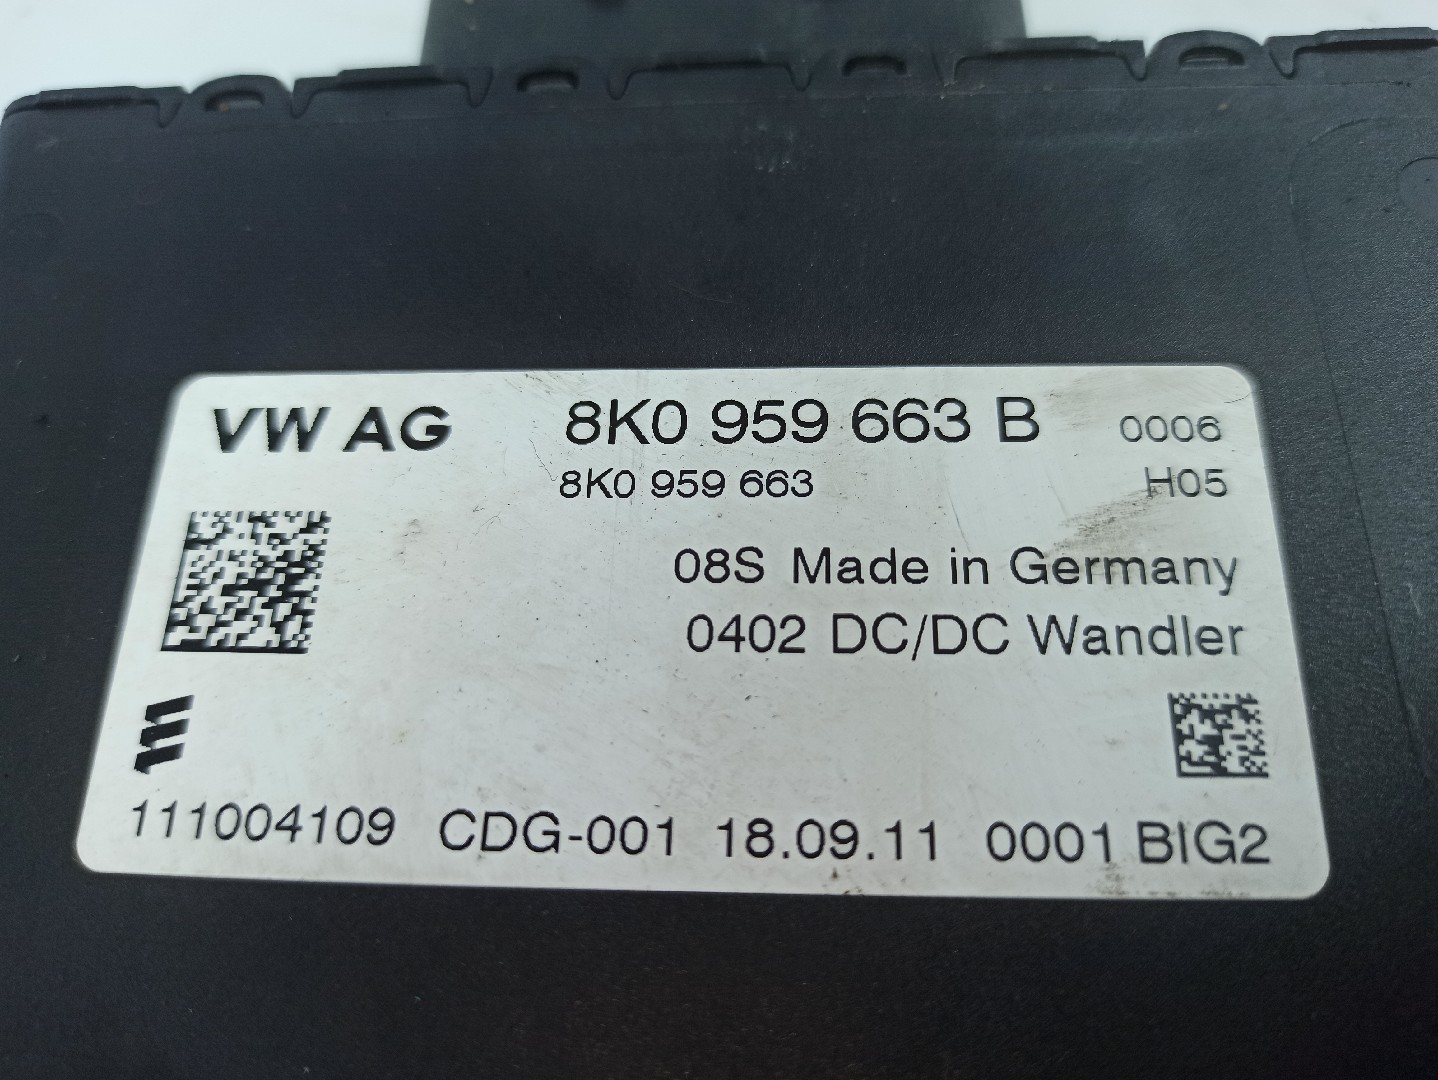 VW AG 8K0 959 663 B 0006
8K0 959 663 H05
08S Made in Germany
0402 DC/DC Wandler
111004109 CDG-001 18.09.11 0001 BIG2